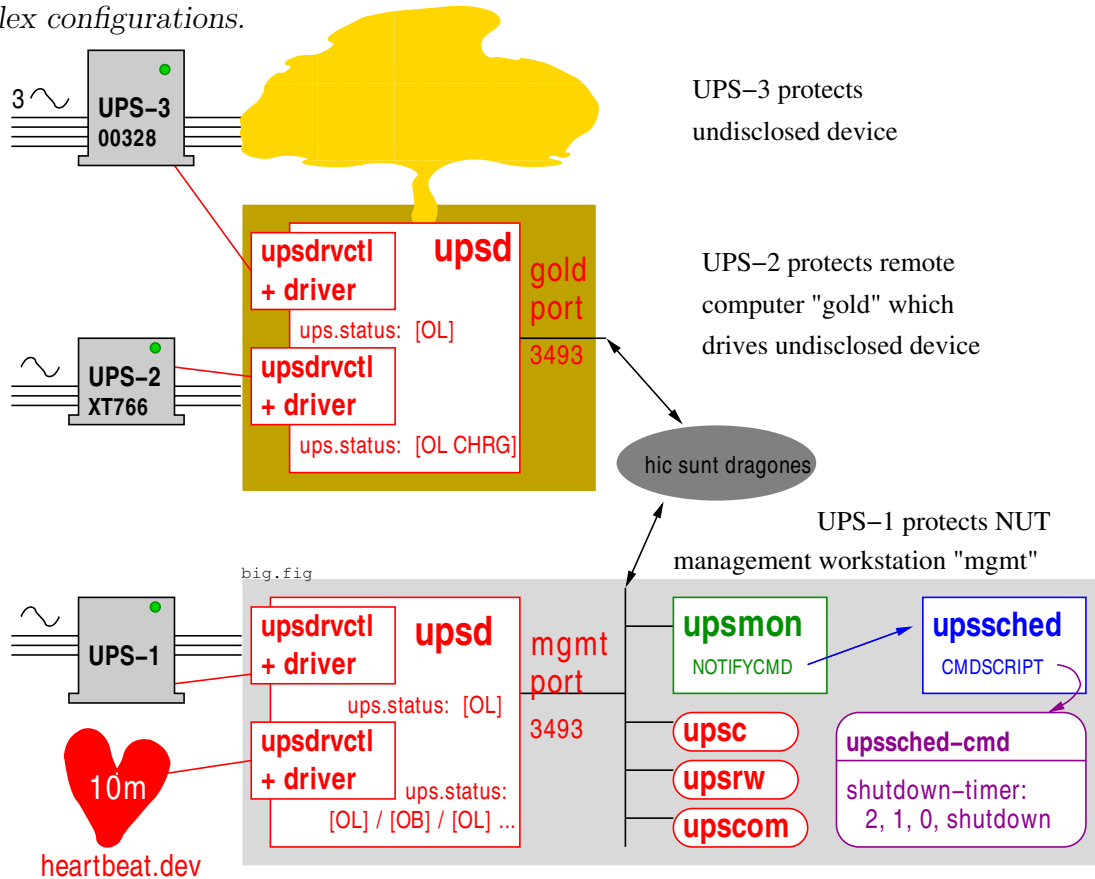 lex configurations.
3
UPS–3
00328
UPS–3 protects
undisclosed device
upsdrvctl
+ driver
upsd
ups.status: [OL]
gold
port
3493
UPS–2 protects remote
computer "gold" which
drives undisclosed device
UPS–2
XT766
upsdrvctl
+ driver
ups.status: [OL CHRG]
hic sunt dragones
UPS–1 protects NUT
management workstation "mgmt"
big.fig
UPS–1
upsdrvctl
+ driver
upsd
ups.status: [OL]
mgmt
port
3493
upsmon
NOTIFYCMD
upssched
CMDSCRIPT
10m
heartbeat.dev
upsdrvctl
+ driver
ups.status:
[OL] / [OB] / [OL] ...
upsc
upsrw
upscom
upssched–cmd
shutdown–timer:
2, 1, 0, shutdown